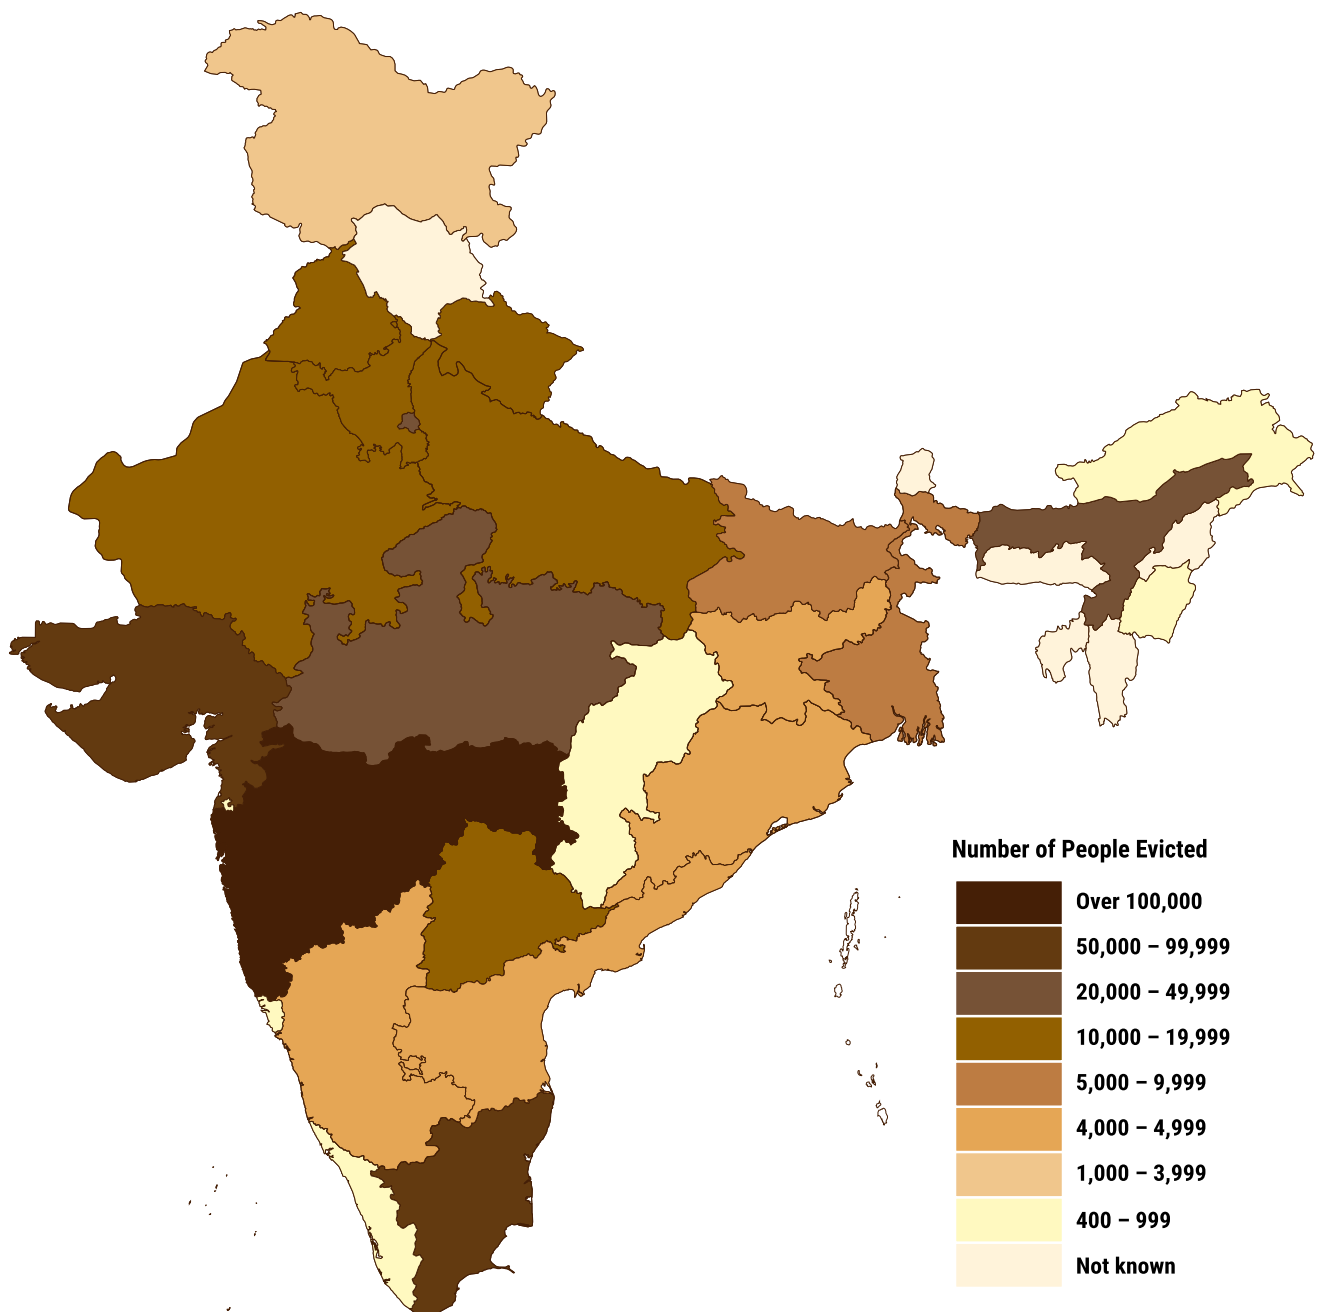 Number of People Evicted
Over 100,000
50,000 – 99,999
20,000 – 49,999
10,000 – 19,999
5,000 – 9,999
4,000 – 4,999
1,000 – 3,999
400 – 999
Not known